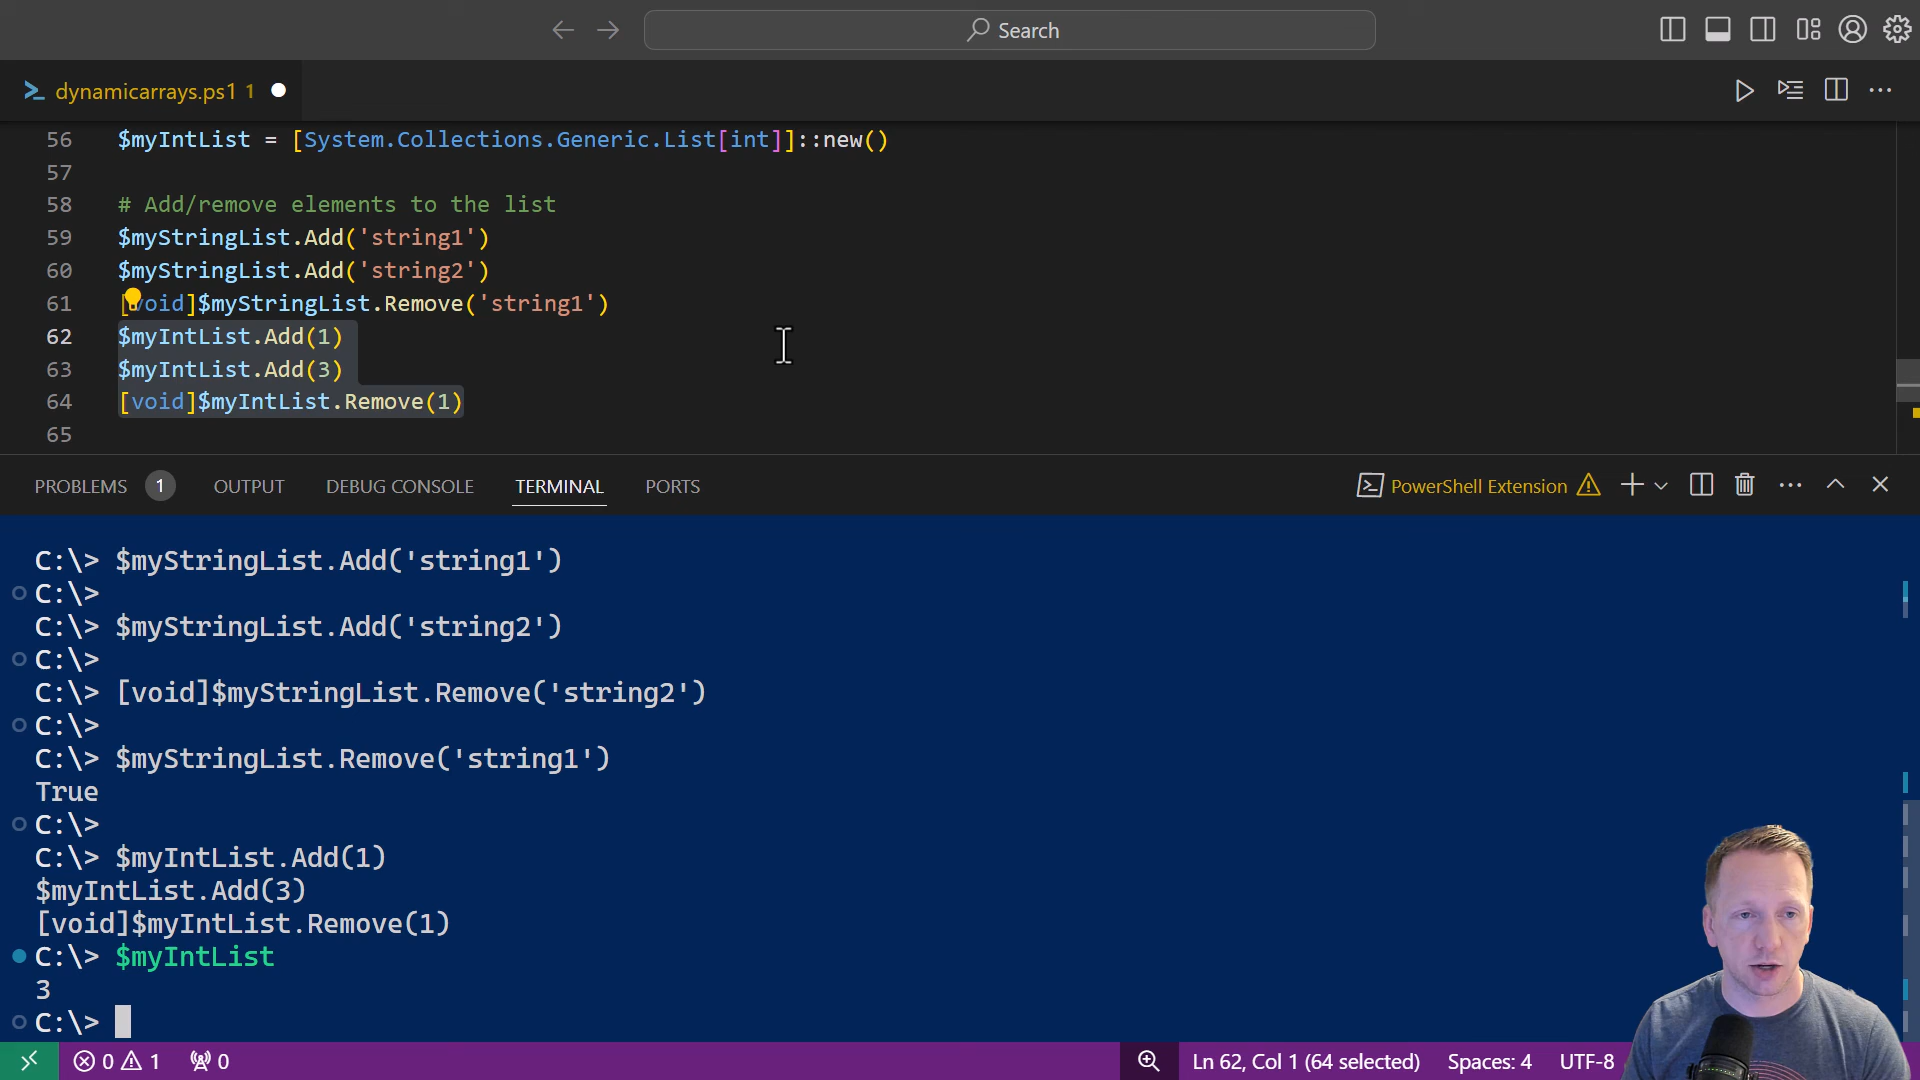 Search
dynamicarrays.ps1 1
56 $myIntList = [System.Collections.Generic.List[int]]::new()
57
58 # Add/remove elements to the list
59 $myStringList.Add('string1')
60 $myStringList.Add('string2')
61 [void]$myStringList.Remove('string1')
62 $myIntList.Add(1)
63 $myIntList.Add(3)
64 [void]$myIntList.Remove(1)
65
PROBLEMS 1 OUTPUT DEBUG CONSOLE TERMINAL PORTS PowerShell Extension
C:\> $myStringList.Add('string1')
C:\>
C:\> $myStringList.Add('string2')
C:\>
C:\> [void]$myStringList.Remove('string2')
C:\>
C:\> $myStringList.Remove('string1')
True
C:\>
C:\> $myIntList.Add(1)
$myIntList.Add(3)
[void]$myIntList.Remove(1)
C:\> $myIntList
3
C:\>
0 1 0 Ln 62, Col 1 (64 selected) Spaces: 4 UTF-8